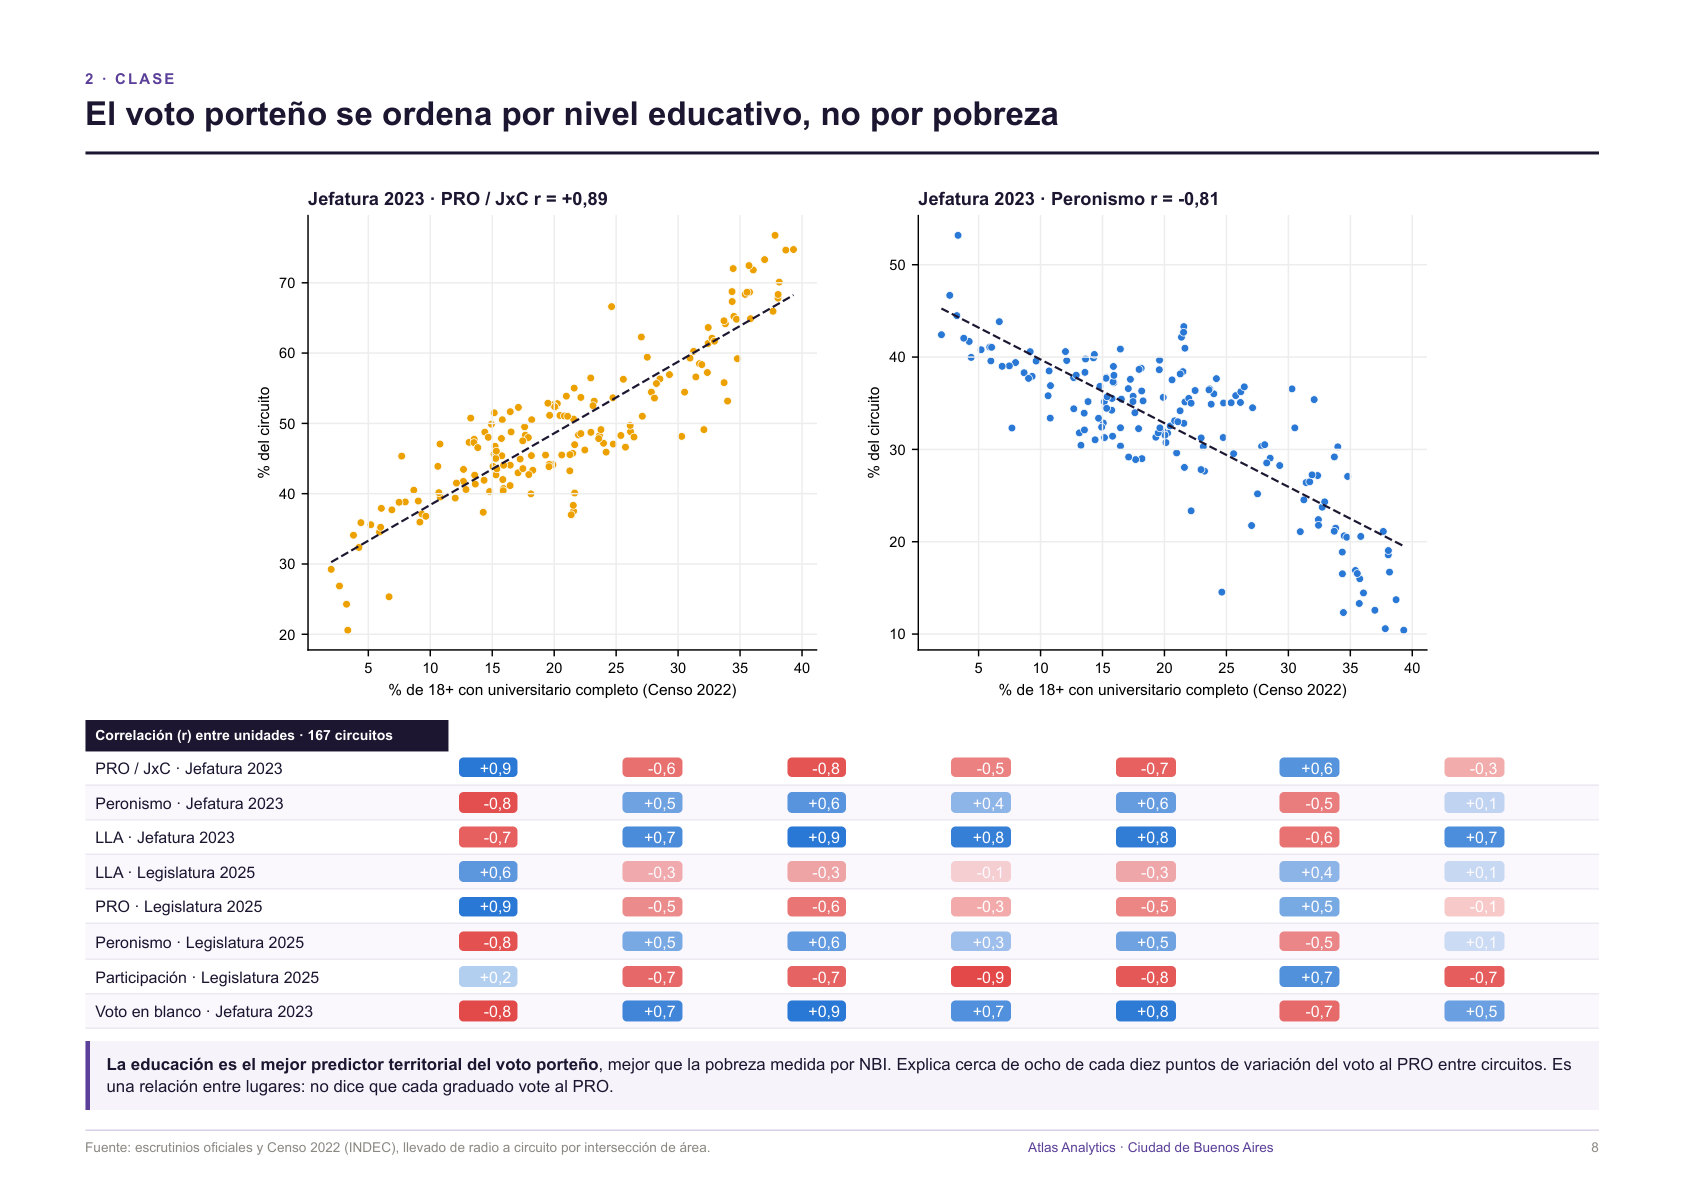 2 · CLASE
El voto porteño se ordena por nivel educativo, no por pobreza
Jefatura 2023 · PRO / JxC r = +0,89
70
60
50
40
30
20
% del circuito
5 10 15 20 25 30 35 40
% de 18+ con universitario completo (Censo 2022)
Jefatura 2023 · Peronismo r = -0,81
50
40
30
20
10
% del circuito
5 10 15 20 25 30 35 40
% de 18+ con universitario completo (Censo 2022)
Correlación (r) entre unidades · 167 circuitos
PRO / JxC · Jefatura 2023 +0,9 -0,6 -0,8 -0,5 -0,7 +0,6 -0,3
Peronismo · Jefatura 2023 -0,8 +0,5 +0,6 +0,4 +0,6 -0,5 +0,1
LLA · Jefatura 2023 -0,7 +0,7 +0,9 +0,8 +0,8 -0,6 +0,7
LLA · Legislatura 2025 +0,6 -0,3 -0,3 -0,1 -0,3 +0,4 +0,1
PRO · Legislatura 2025 +0,9 -0,5 -0,6 -0,3 -0,5 +0,5 -0,1
Peronismo · Legislatura 2025 -0,8 +0,5 +0,6 +0,3 +0,5 -0,5 +0,1
Participación · Legislatura 2025 +0,2 -0,7 -0,7 -0,9 -0,8 +0,7 -0,7
Voto en blanco · Jefatura 2023 -0,8 +0,7 +0,9 +0,7 +0,8 -0,7 +0,5
La educación es el mejor predictor territorial del voto porteño, mejor que la pobreza medida por NBI. Explica cerca de ocho de cada diez puntos de variación del voto al PRO entre circuitos. Es
una relación entre lugares: no dice que cada graduado vote al PRO.
Fuente: escrutinios oficiales y Censo 2022 (INDEC), llevado de radio a circuito por intersección de área.
Atlas Analytics · Ciudad de Buenos Aires
8